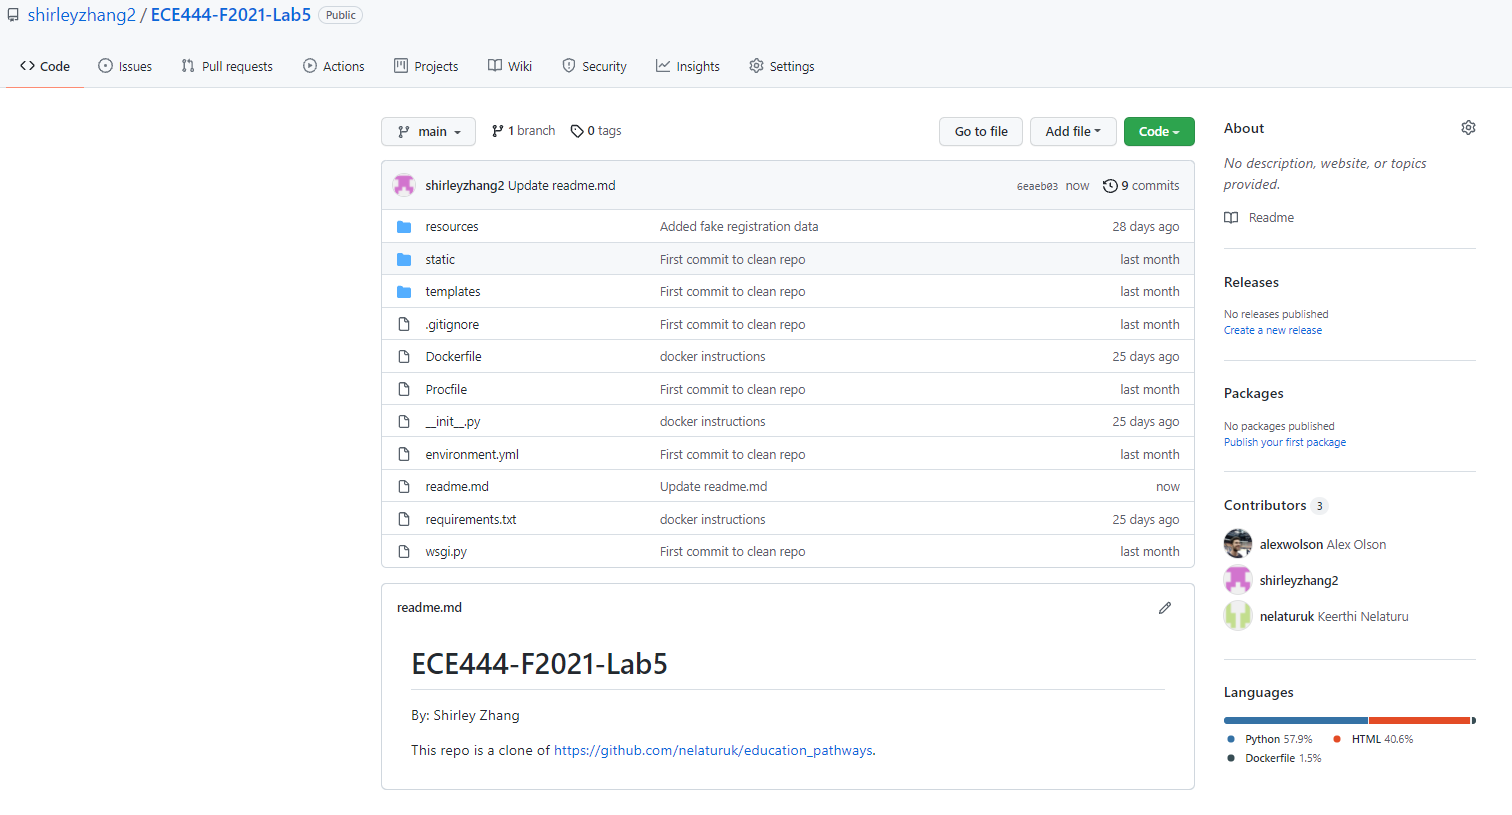 shirleyzhang2 / ECE444-F2021-Lab5 Public
Code Issues Pull requests Actions Projects Wiki Security Insights Settings
main 1 branch 0 tags Go to file Add file Code
shirleyzhang2 Update readme.md 6eaeb03 now 9 commits
resources Added fake registration data 28 days ago
static First commit to clean repo last month
templates First commit to clean repo last month
.gitignore First commit to clean repo last month
Dockerfile docker instructions 25 days ago
Procfile First commit to clean repo last month
__init__.py docker instructions 25 days ago
environment.yml First commit to clean repo last month
readme.md Update readme.md now
requirements.txt docker instructions 25 days ago
wsgi.py First commit to clean repo last month
readme.md
ECE444-F2021-Lab5
By: Shirley Zhang
This repo is a clone of https://github.com/nelaturuk/education_pathways.
About
No description, website, or topics
provided.
Readme
Releases
No releases published
Create a new release
Packages
No packages published
Publish your first package
Contributors 3
alexwolson Alex Olson
shirleyzhang2
nelaturuk Keerthi Nelaturu
Languages
Python 57.9% HTML 40.6%
Dockerfile 1.5%